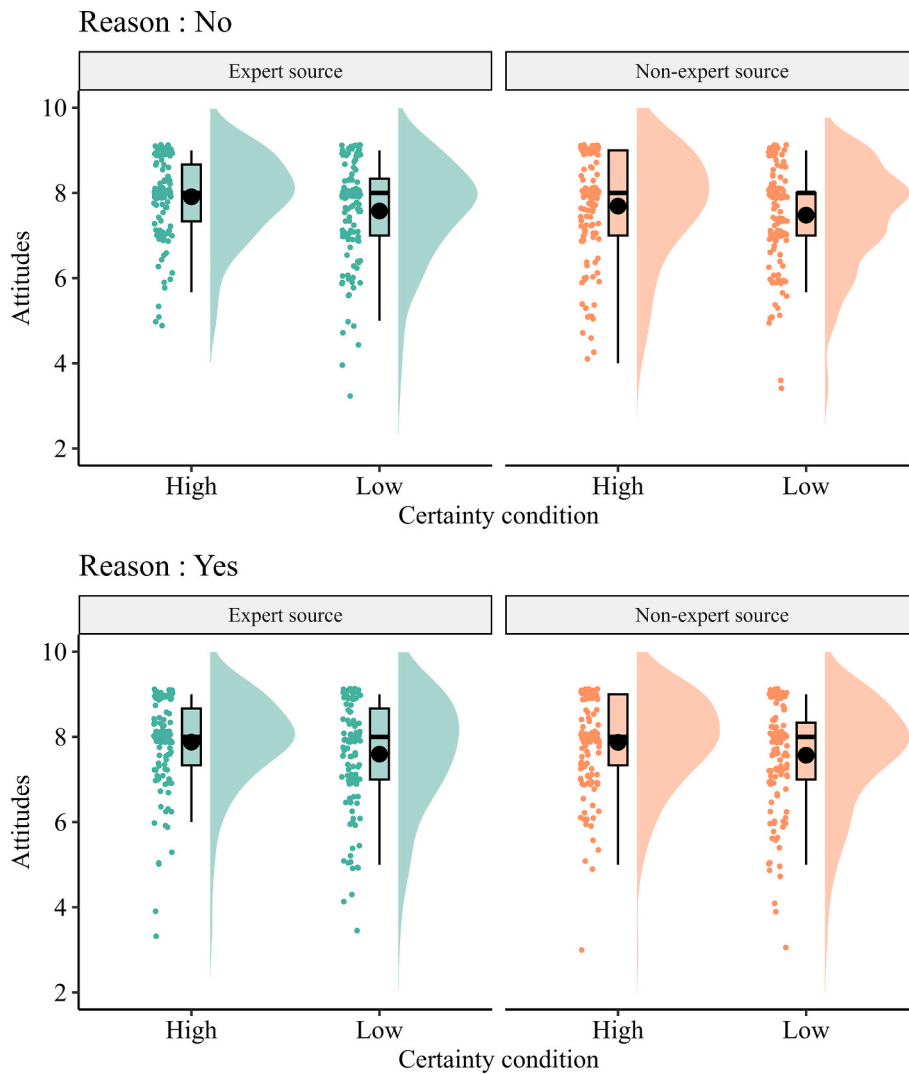 Reason : No
Expert source
Non-expert source
Attitudes
10
8
6
4
2
High
Low
High
Low
Certainty condition
Reason : Yes
Expert source
Non-expert source
Attitudes
10
8
6
4
2
High
Low
High
Low
Certainty condition